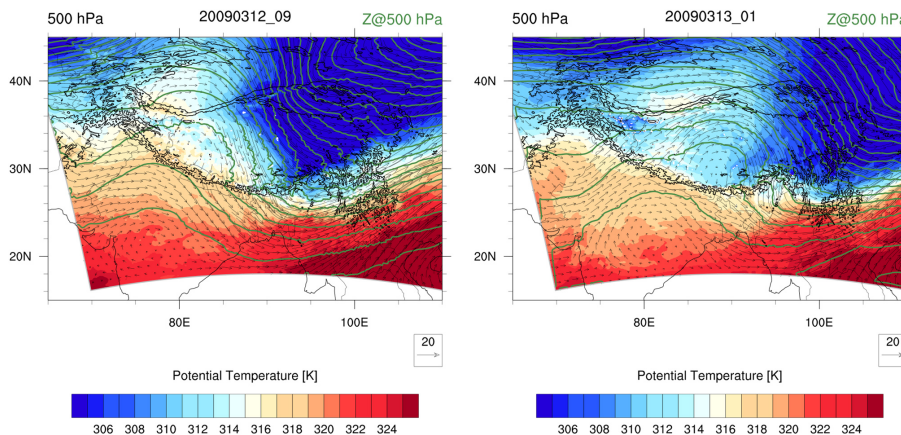 500 hPa 20090312_09 Z@500 hPa
40N
30N
20N
80E 100E
20
Potential Temperature [K]
306 308 310 312 314 316 318 320 322 324
500 hPa 20090313_01 Z@500 hPa
40N
30N
20N
80E 100E
20
Potential Temperature [K]
306 308 310 312 314 316 318 320 322 324